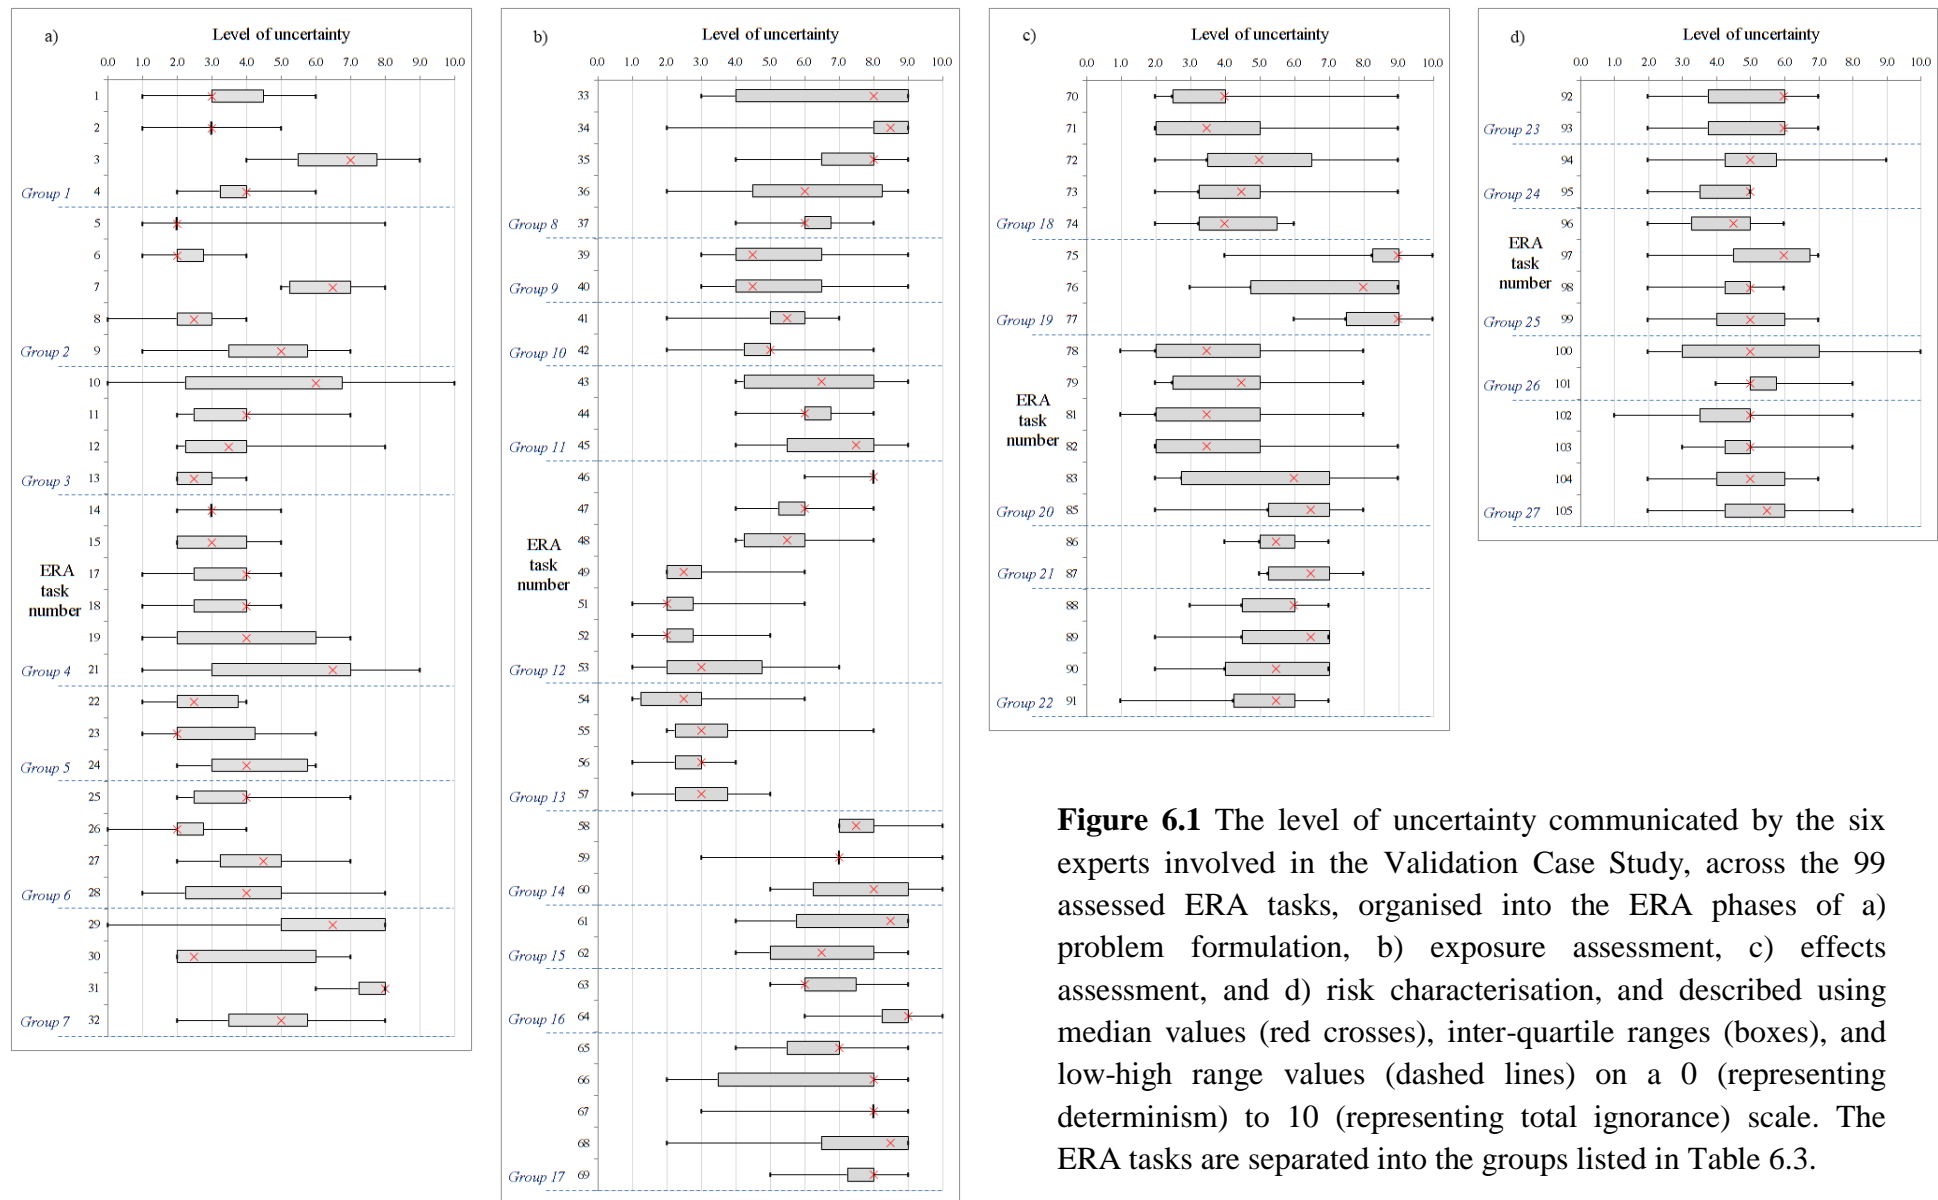 a)
Level of uncertainty
0.0 1.0 2.0 3.0 4.0 5.0 6.0 7.0 8.0 9.0 10.0
1
2
3
Group 1 4
5
6
7
8
Group 2 9
10
11
12
Group 3 13
14
15
17
18
19
Group 4 21
ERA
task
number
22
23
Group 5 24
25
26
27
Group 6 28
29
30
31
Group 7 32
b)
Level of uncertainty
0.0 1.0 2.0 3.0 4.0 5.0 6.0 7.0 8.0 9.0 10.0
33
34
35
36
Group 8 37
39
Group 9 40
41
Group 10 42
43
44
Group 11 45
46
47
48
49
51
52
Group 12 53
ERA
task
number
54
55
56
Group 13 57
58
59
Group 14 60
61
Group 15 62
63
Group 16 64
65
66
67
68
Group 17 69
c)
Level of uncertainty
0.0 1.0 2.0 3.0 4.0 5.0 6.0 7.0 8.0 9.0 10.0
70
71
72
73
Group 18 74
75
76
Group 19 77
78
79
81
82
83
Group 20 85
ERA
task
number
86
Group 21 87
88
89
90
Group 22 91
d)
Level of uncertainty
0.0 1.0 2.0 3.0 4.0 5.0 6.0 7.0 8.0 9.0 10.0
92
Group 23 93
94
Group 24 95
96
97
98
Group 25 99
ERA
task
number
100
Group 26 101
102
103
104
Group 27 105
Figure 6.1 The level of uncertainty communicated by the six
experts involved in the Validation Case Study, across the 99
assessed ERA tasks, organised into the ERA phases of a)
problem formulation, b) exposure assessment, c) effects
assessment, and d) risk characterisation, and described using
median values (red crosses), inter-quartile ranges (boxes), and
low-high range values (dashed lines) on a 0 (representing
determinism) to 10 (representing total ignorance) scale. The
ERA tasks are separated into the groups listed in Table 6.3.